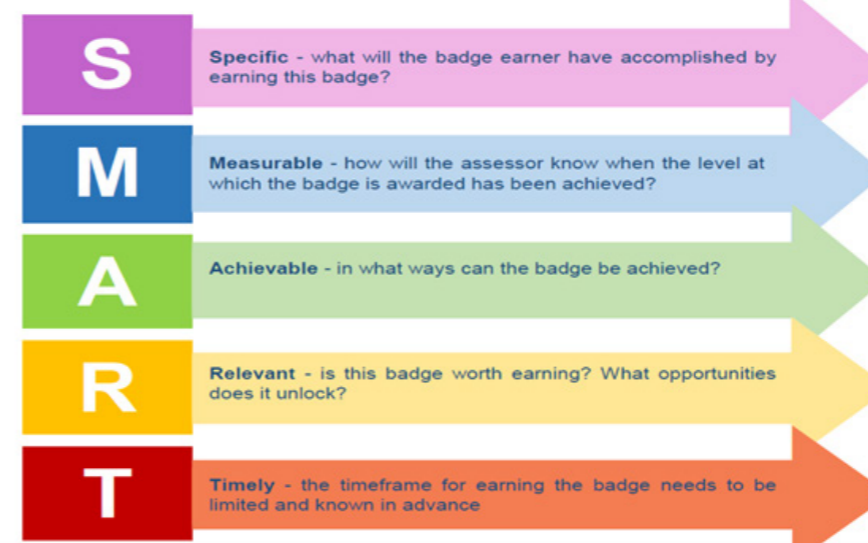 S
Specific - what will the badge earner have accomplished by
earning this badge?
M
Measurable - how will the assessor know when the level at
which the badge is awarded has been achieved?
A
Achievable - in what ways can the badge be achieved?
R
Relevant - is this badge worth earning? What opportunities
does it unlock?
T
Timely - the timeframe for earning the badge needs to be
limited and known in advance